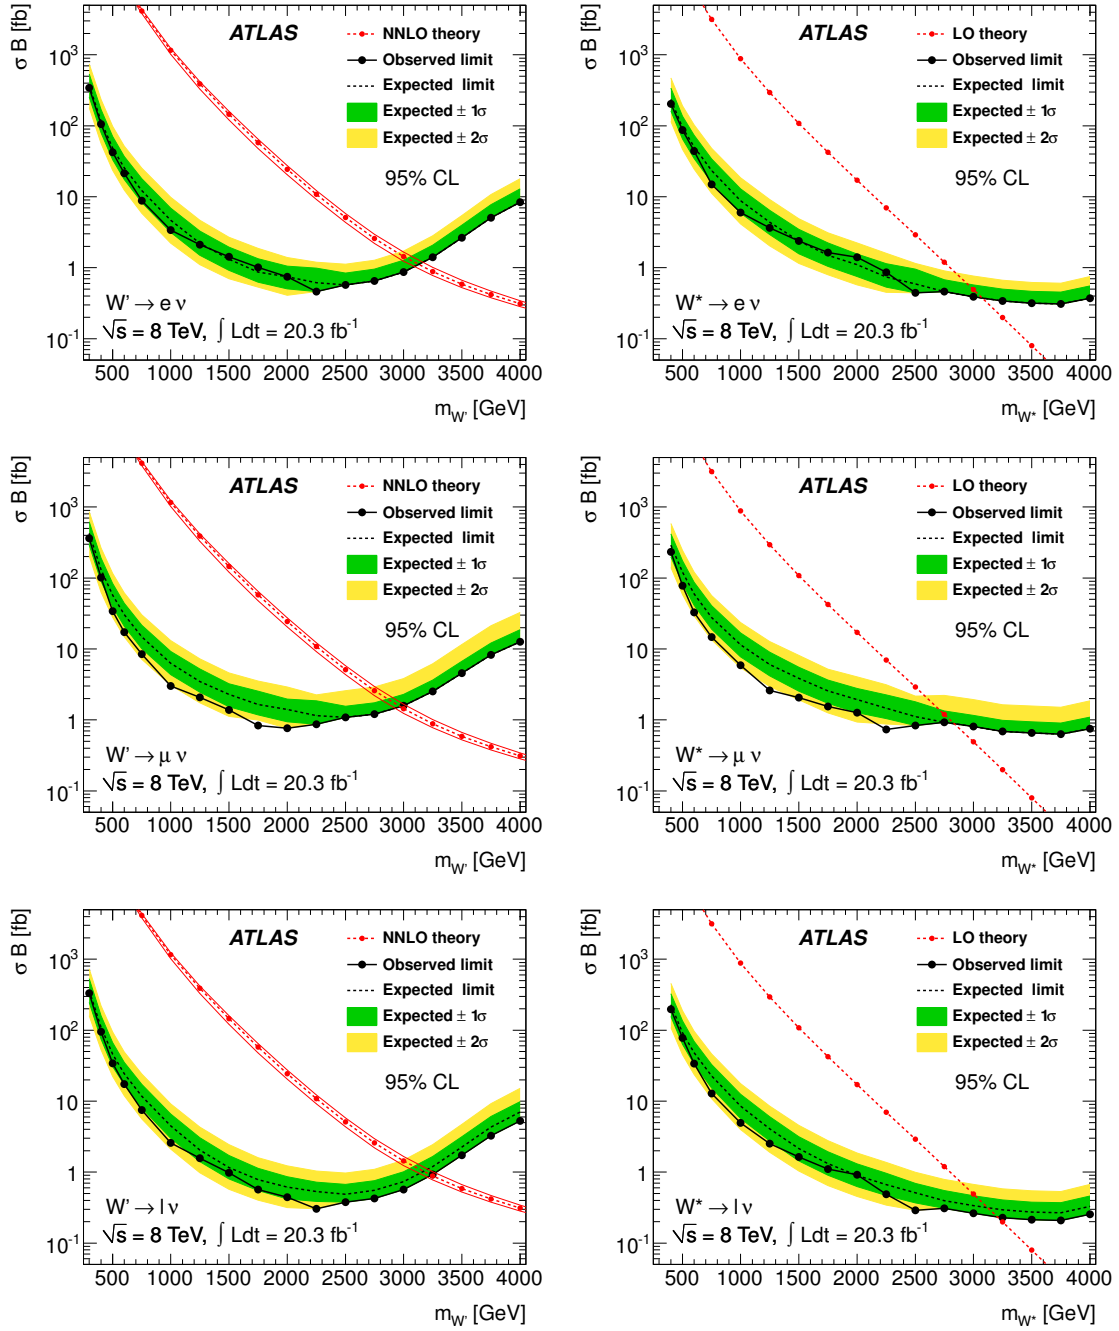 σ B [fb]
10³
10²
10
1
10⁻¹
ATLAS
NNLO theory
Observed limit
Expected limit
Expected ± 1σ
Expected ± 2σ
95% CL
W' → e ν
√s = 8 TeV, ∫ Ldt = 20.3 fb⁻¹
500 1000 1500 2000 2500 3000 3500 4000
m_W' [GeV]
σ B [fb]
10³
10²
10
1
10⁻¹
ATLAS
LO theory
Observed limit
Expected limit
Expected ± 1σ
Expected ± 2σ
95% CL
W* → e ν
√s = 8 TeV, ∫ Ldt = 20.3 fb⁻¹
500 1000 1500 2000 2500 3000 3500 4000
m_W* [GeV]
σ B [fb]
10³
10²
10
1
10⁻¹
ATLAS
NNLO theory
Observed limit
Expected limit
Expected ± 1σ
Expected ± 2σ
95% CL
W' → μ ν
√s = 8 TeV, ∫ Ldt = 20.3 fb⁻¹
500 1000 1500 2000 2500 3000 3500 4000
m_W' [GeV]
σ B [fb]
10³
10²
10
1
10⁻¹
ATLAS
LO theory
Observed limit
Expected limit
Expected ± 1σ
Expected ± 2σ
95% CL
W* → μ ν
√s = 8 TeV, ∫ Ldt = 20.3 fb⁻¹
500 1000 1500 2000 2500 3000 3500 4000
m_W* [GeV]
σ B [fb]
10³
10²
10
1
10⁻¹
ATLAS
NNLO theory
Observed limit
Expected limit
Expected ± 1σ
Expected ± 2σ
95% CL
W' → l ν
√s = 8 TeV, ∫ Ldt = 20.3 fb⁻¹
500 1000 1500 2000 2500 3000 3500 4000
m_W' [GeV]
σ B [fb]
10³
10²
10
1
10⁻¹
ATLAS
LO theory
Observed limit
Expected limit
Expected ± 1σ
Expected ± 2σ
95% CL
W* → l ν
√s = 8 TeV, ∫ Ldt = 20.3 fb⁻¹
500 1000 1500 2000 2500 3000 3500 4000
m_W* [GeV]